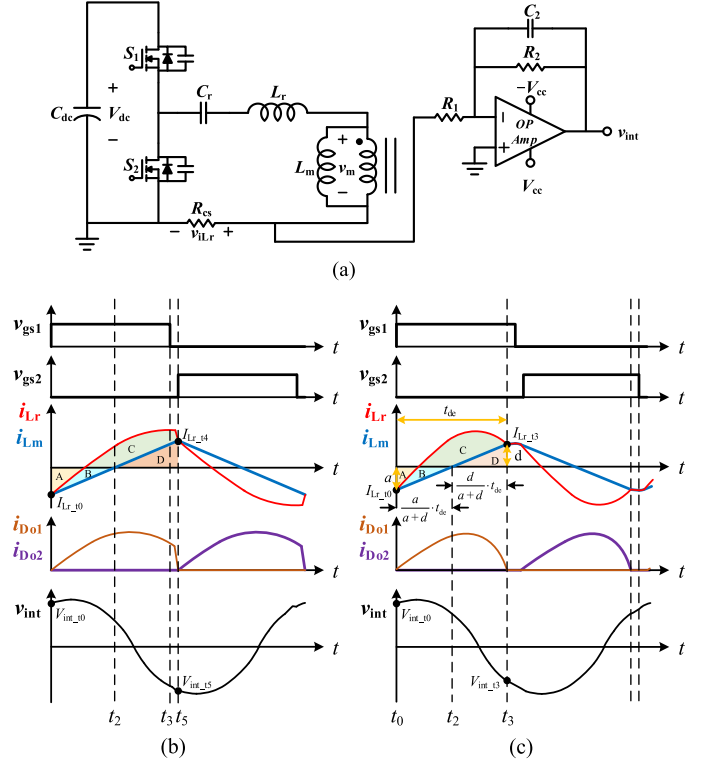 C2
R2
S1
Cr
Lr
R1
−Vcc
Cdc
+
Vdc
−
−
OP
Amp
+
vint
S2
Lm
+
vm
−
Vcc
Rcs
− viLr +
(a)
vgs1
t
vgs2
t
iLr
iLm
ILr_t4
A
B
C
D
t
ILr_t0
iDo1
iDo2
t
vint
Vint_t0
t
Vint_t5
t2
t3
t5
(b)
vgs1
t
vgs2
t
tde
iLr
iLm
ILr_t3
a
A
B
C
D
d
t
ILr_t0
d/(a+d)·tde
a/(a+d)·tde
iDo1
iDo2
t
vint
Vint_t0
t
Vint_t3
t0
t2
t3
(c)